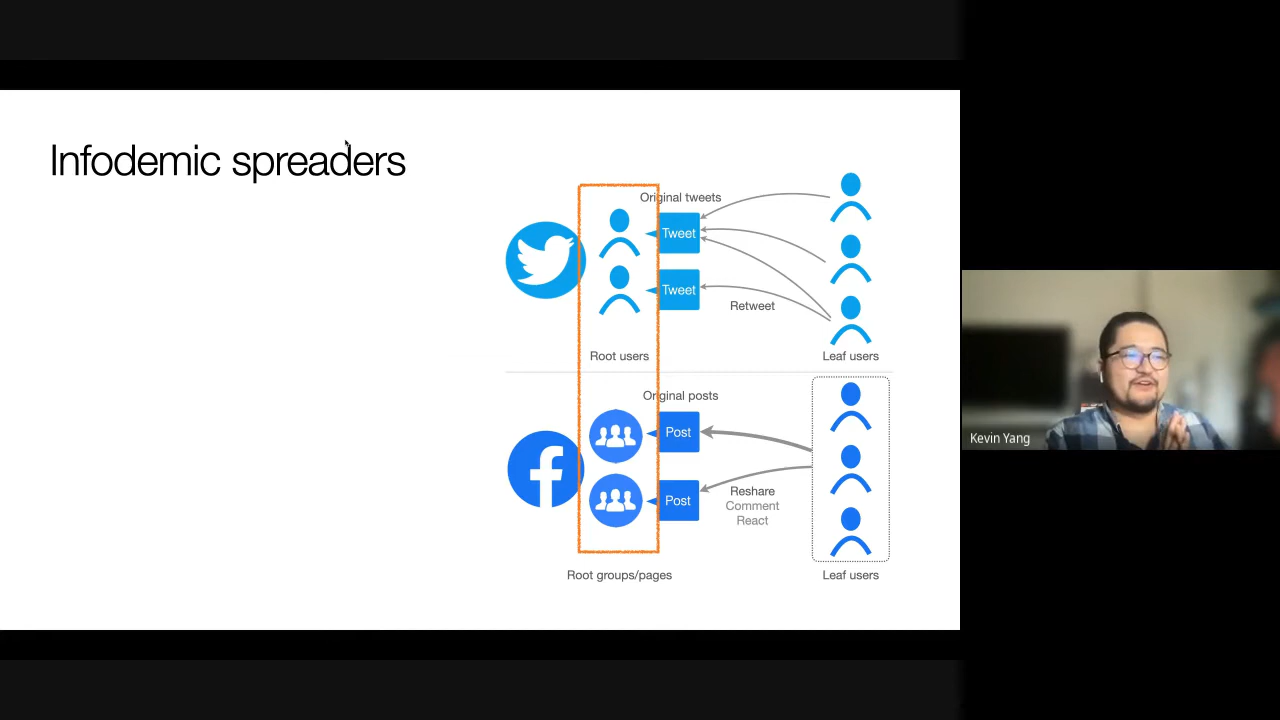 Infodemic spreaders
Original tweets
Tweet
Tweet
Retweet
Root users
Leaf users
Original posts
Post
Post
Reshare
Comment
React
Root groups/pages
Leaf users
Kevin Yang